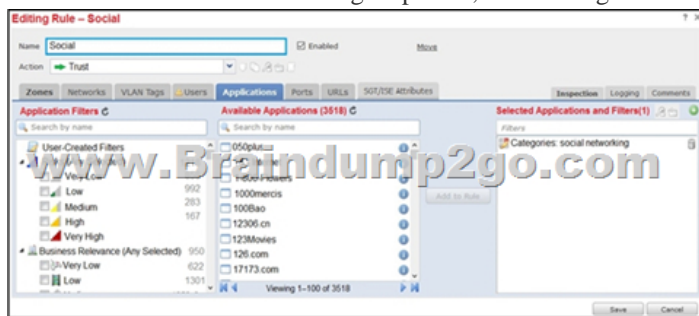 Editing Rule – Social
? ×
Name Social Enabled Move
Action Trust
Zones Networks VLAN Tags Users Applications Ports URLs SGT/ISE Attributes Inspection Logging Comments
Application Filters Available Applications (3518) Selected Applications and Filters(1)
Search by name Search by name Filters
User-Created Filters 050plus Categories: social networking
www.Braindump2go.com
Very Low
Low 992 1000mercis Add to Rule
Medium 283 100Bao
High 167 12306.cn
Very High 123Movies
Business Relevance (Any Selected) 950 126.com
Very Low 622 17173.com
Low 1301 Viewing 1–100 of 3518
Save Cancel